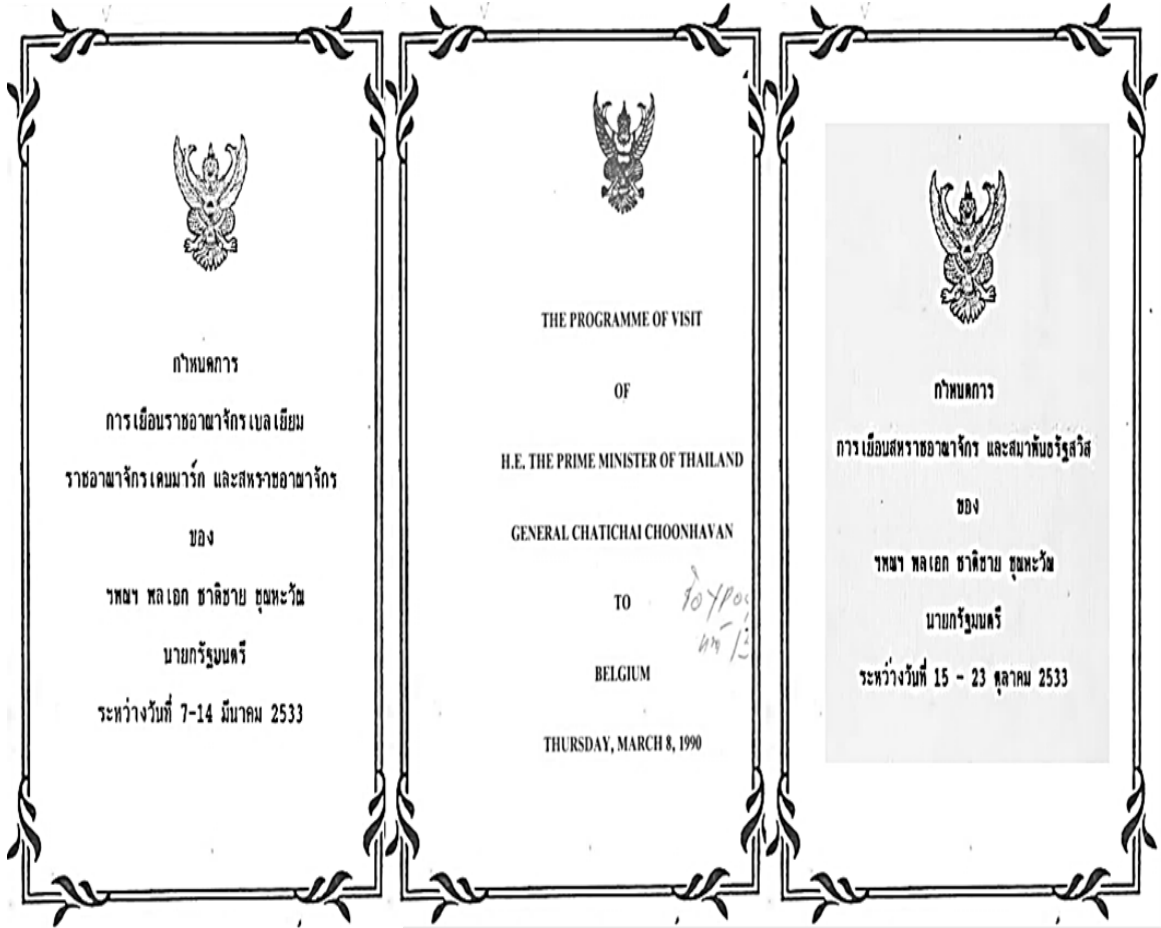 กำหนดการ
การเยือนราชอาณาจักรเบลเยียม
ราชอาณาจักรเดนมาร์ก และสหราชอาณาจักร
ของ
ฯพณฯ พลเอก ชาติชาย ชุณหะวัณ
นายกรัฐมนตรี
ระหว่างวันที่ 7-14 มีนาคม 2533
THE PROGRAMME OF VISIT
OF
H.E. THE PRIME MINISTER OF THAILAND
GENERAL CHATICHAI CHOONHAVAN
TO
BELGIUM
THURSDAY, MARCH 8, 1990
กำหนดการ
การเยือนสหราชอาณาจักร และสมาพันธรัฐสวิส
ของ
ฯพณฯ พลเอก ชาติชาย ชุณหะวัณ
นายกรัฐมนตรี
ระหว่างวันที่ 15 - 23 ตุลาคม 2533